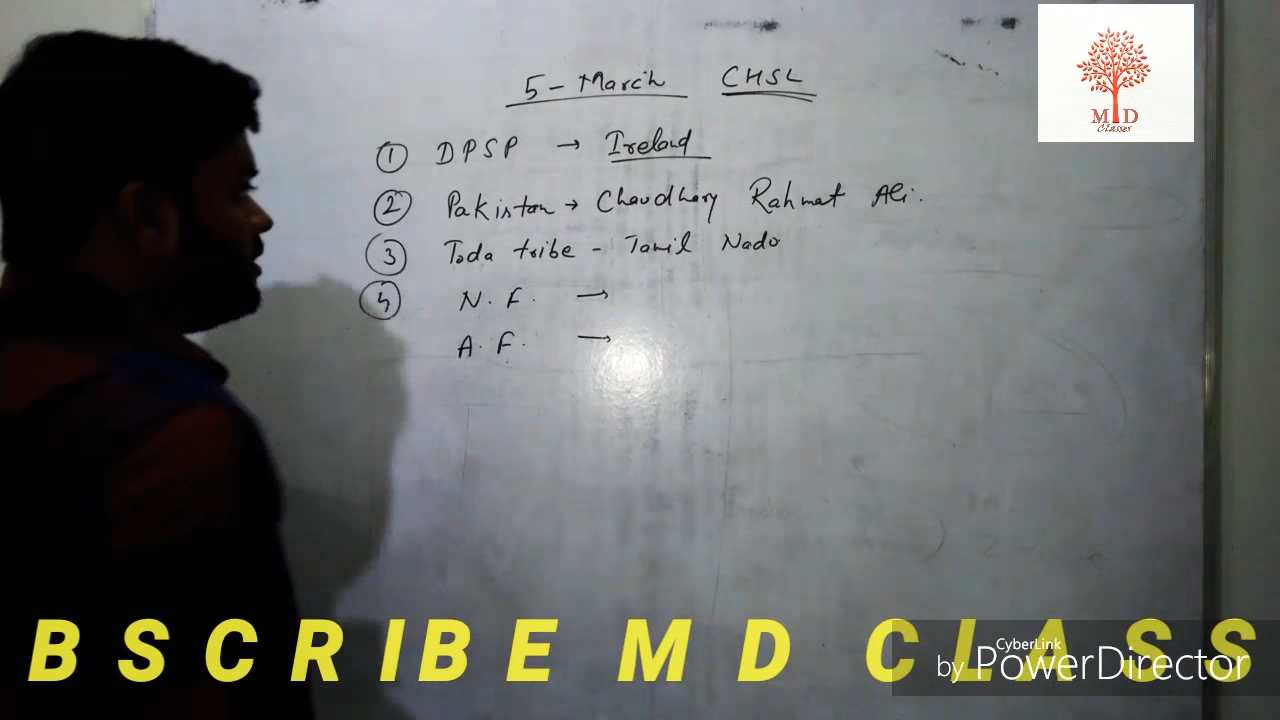 5 - March CHSL
M D
Classes
① DPSP → Ireland
② Pakistan → Chaudhary Rahmat Ali.
③ Toda tribe - Tamil Nadu
④ N. F. →
A. F. →
BSCRIBE MD CLASS
CyberLink
by PowerDirector